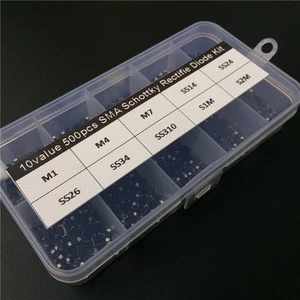 10value 500pcs SMA Schottky Rectifie Diode Kit
M1 M4 M7 SS14 SS24
SS26 SS34 SS310 S1M S2M